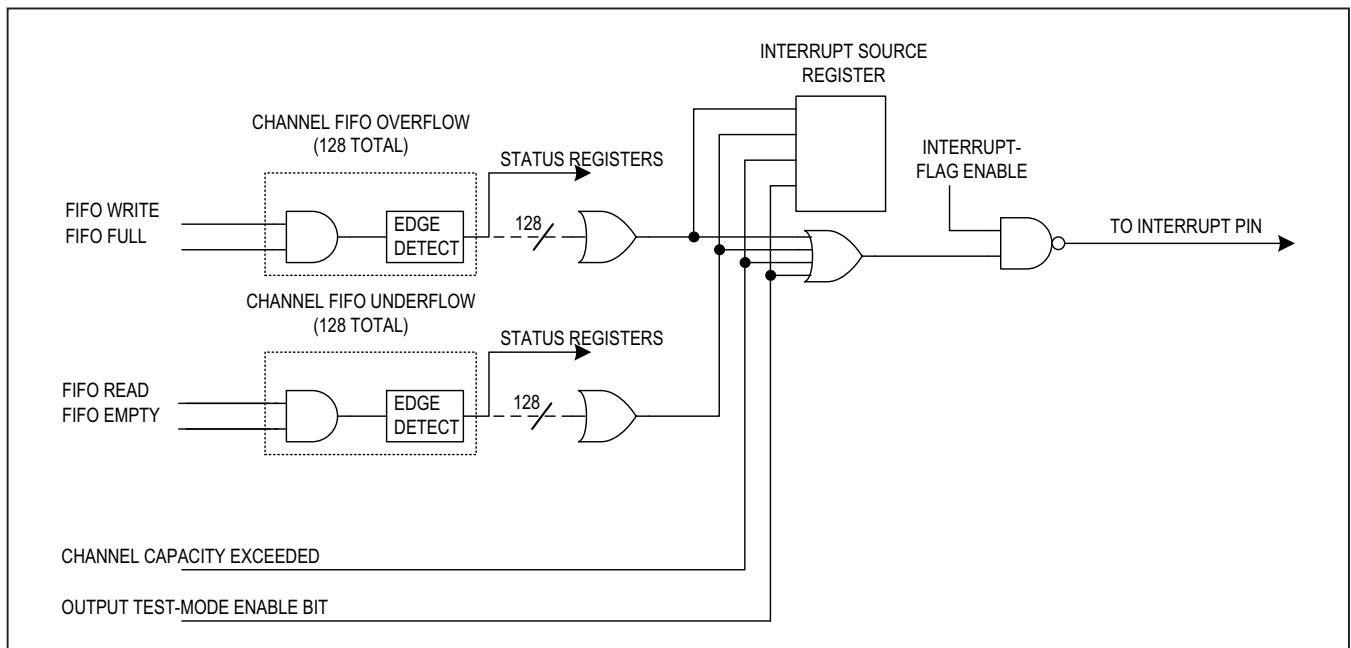 INTERRUPT SOURCE
REGISTER
CHANNEL FIFO OVERFLOW
(128 TOTAL)
STATUS REGISTERS
INTERRUPT-
FLAG ENABLE
FIFO WRITE
FIFO FULL
EDGE
DETECT
128
TO INTERRUPT PIN
CHANNEL FIFO UNDERFLOW
(128 TOTAL)
STATUS REGISTERS
FIFO READ
FIFO EMPTY
EDGE
DETECT
128
CHANNEL CAPACITY EXCEEDED
OUTPUT TEST-MODE ENABLE BIT